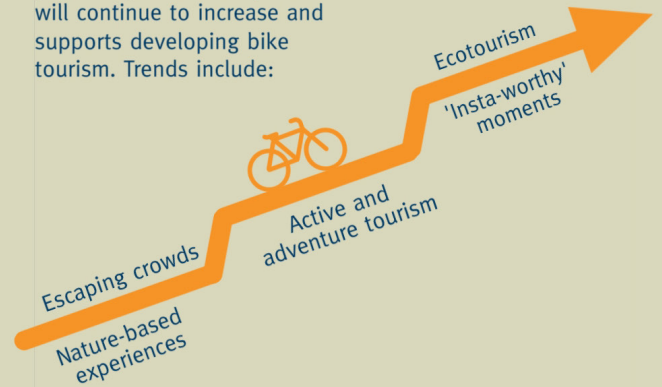 will continue to increase and
supports developing bike
tourism. Trends include:
Ecotourism
'Insta-worthy'
moments
Active and
adventure tourism
Escaping crowds
Nature-based
experiences